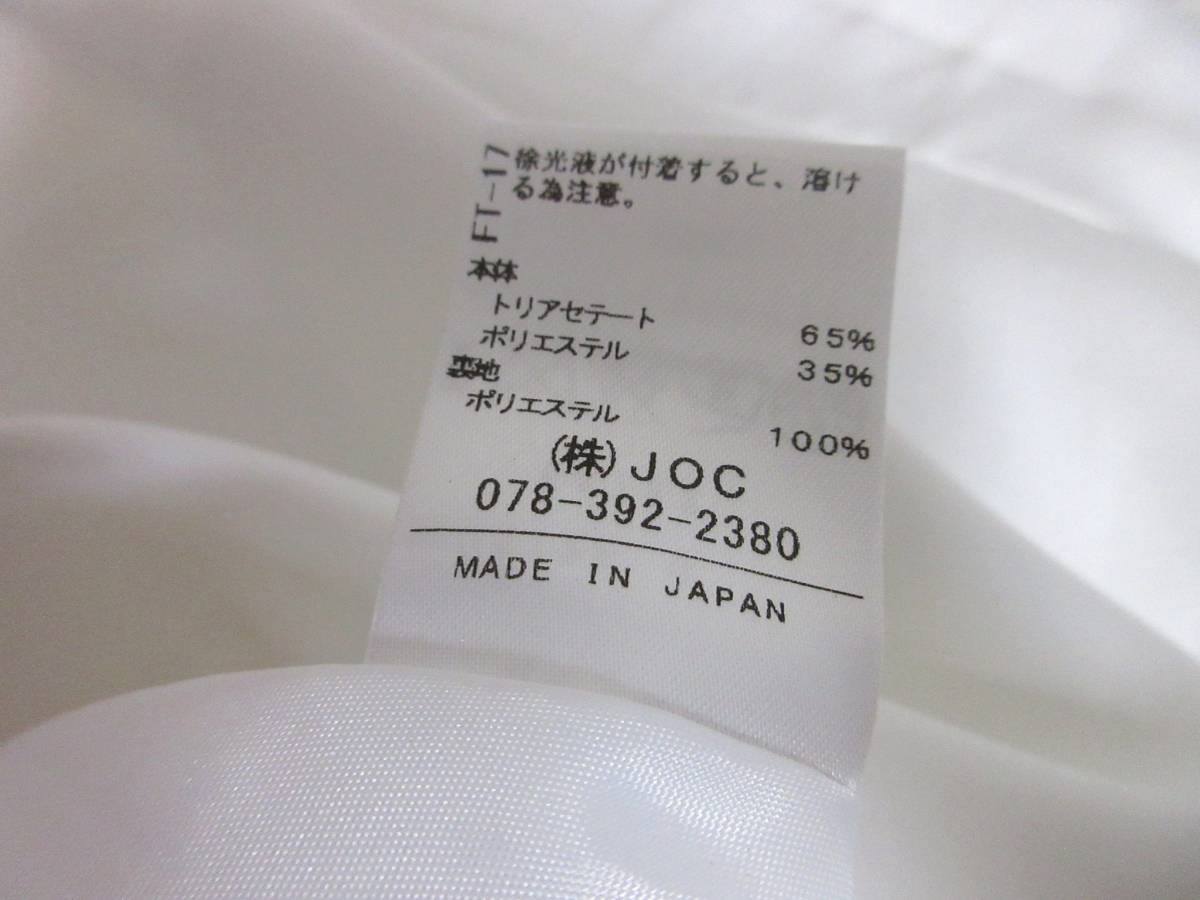 FT-17
徐光液が付着すると、溶け
る為注意。
本体
トリアセテート 65%
ポリエステル 35%
裏地
ポリエステル 100%
(株)JOC
078-392-2380
MADE IN JAPAN